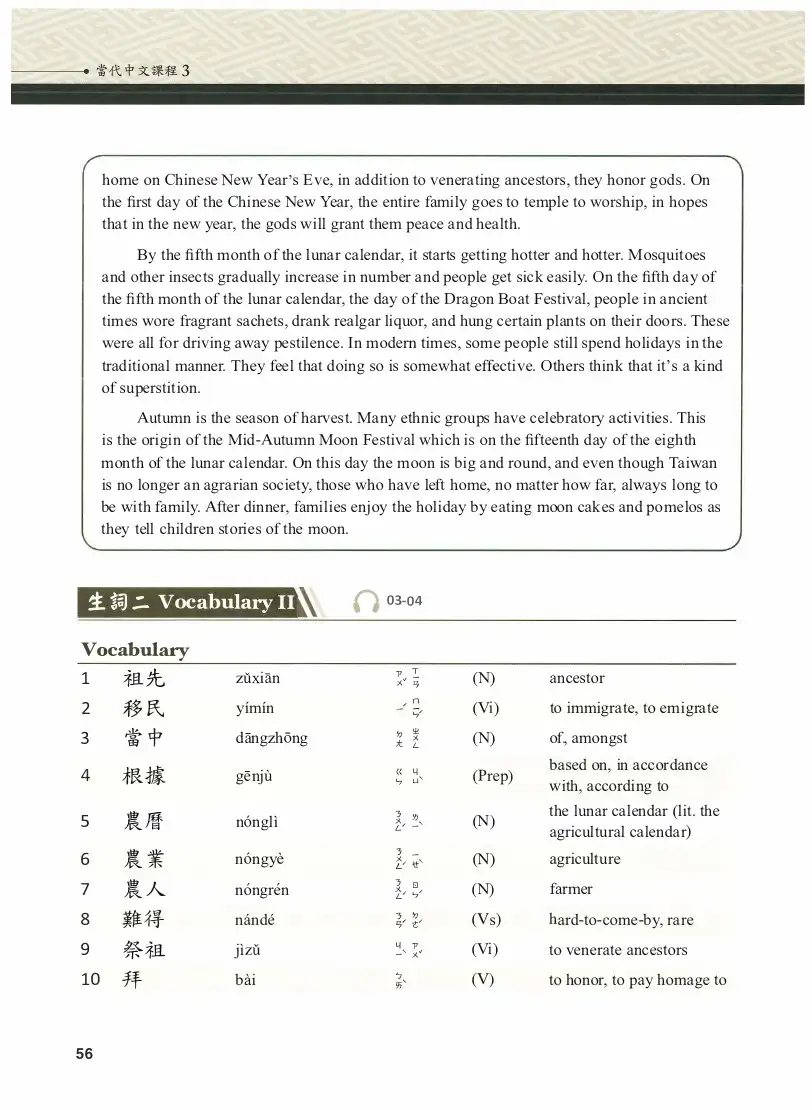 當代中文課程 3
home on Chinese New Year’s Eve, in addition to venerating ancestors, they honor gods. On
the first day of the Chinese New Year, the entire family goes to temple to worship, in hopes
that in the new year, the gods will grant them peace and health.
By the fifth month of the lunar calendar, it starts getting hotter and hotter. Mosquitoes
and other insects gradually increase in number and people get sick easily. On the fifth day of
the fifth month of the lunar calendar, the day of the Dragon Boat Festival, people in ancient
times wore fragrant sachets, drank realgar liquor, and hung certain plants on their doors. These
were all for driving away pestilence. In modern times, some people still spend holidays in the
traditional manner. They feel that doing so is somewhat effective. Others think that it’s a kind
of superstition.
Autumn is the season of harvest. Many ethnic groups have celebratory activities. This
is the origin of the Mid-Autumn Moon Festival which is on the fifteenth day of the eighth
month of the lunar calendar. On this day the moon is big and round, and even though Taiwan
is no longer an agrarian society, those who have left home, no matter how far, always long to
be with family. After dinner, families enjoy the holiday by eating moon cakes and pomelos as
they tell children stories of the moon.
生詞二 Vocabulary II 03-04
Vocabulary
1 祖先 zǔxiān ㄗㄨˇ ㄒㄧㄢ (N) ancestor
2 移民 yímín ㄧˊ ㄇㄧㄣˊ (Vi) to immigrate, to emigrate
3 當中 dāngzhōng ㄉㄤ ㄓㄨㄥ (N) of, amongst
4 根據 gēnjù ㄍㄣ ㄐㄩˋ (Prep) based on, in accordance
with, according to
5 農曆 nónglì ㄋㄨㄥˊ ㄌㄧˋ (N) the lunar calendar (lit. the
agricultural calendar)
6 農業 nóngyè ㄋㄨㄥˊ ㄧㄝˋ (N) agriculture
7 農人 nóngrén ㄋㄨㄥˊ ㄖㄣˊ (N) farmer
8 難得 nándé ㄋㄢˊ ㄉㄜˊ (Vs) hard-to-come-by, rare
9 祭祖 jìzǔ ㄐㄧˋ ㄗㄨˇ (Vi) to venerate ancestors
10 拜 bài ㄅㄞˋ (V) to honor, to pay homage to
56